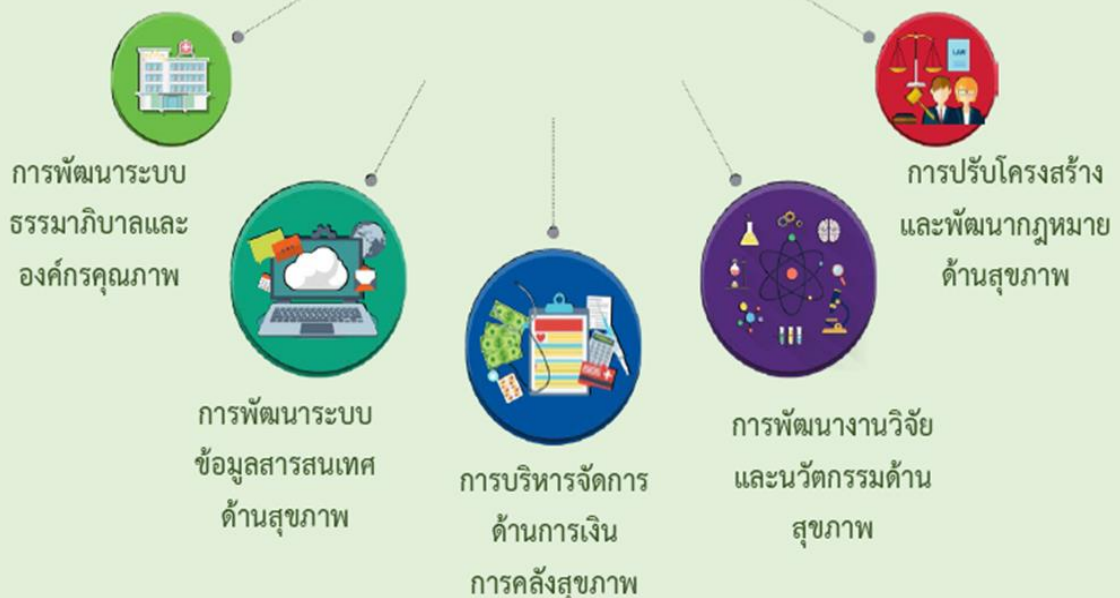 การพัฒนาระบบ
ธรรมาภิบาลและ
องค์กรคุณภาพ
การพัฒนาระบบ
ข้อมูลสารสนเทศ
ด้านสุขภาพ
การบริหารจัดการ
ด้านการเงิน
การคลังสุขภาพ
การพัฒนางานวิจัย
และนวัตกรรมด้าน
สุขภาพ
LAW
การปรับโครงสร้าง
และพัฒนากฎหมาย
ด้านสุขภาพ